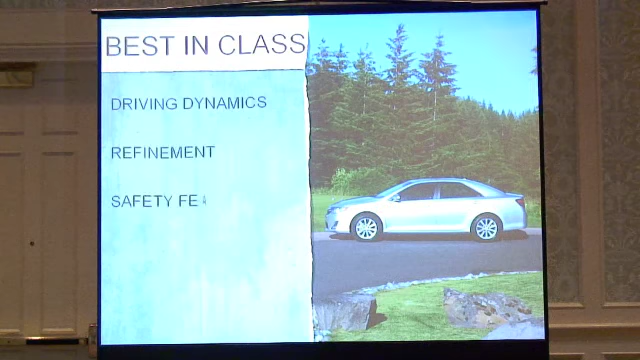 BEST IN CLASS
DRIVING DYNAMICS
REFINEMENT
SAFETY FE